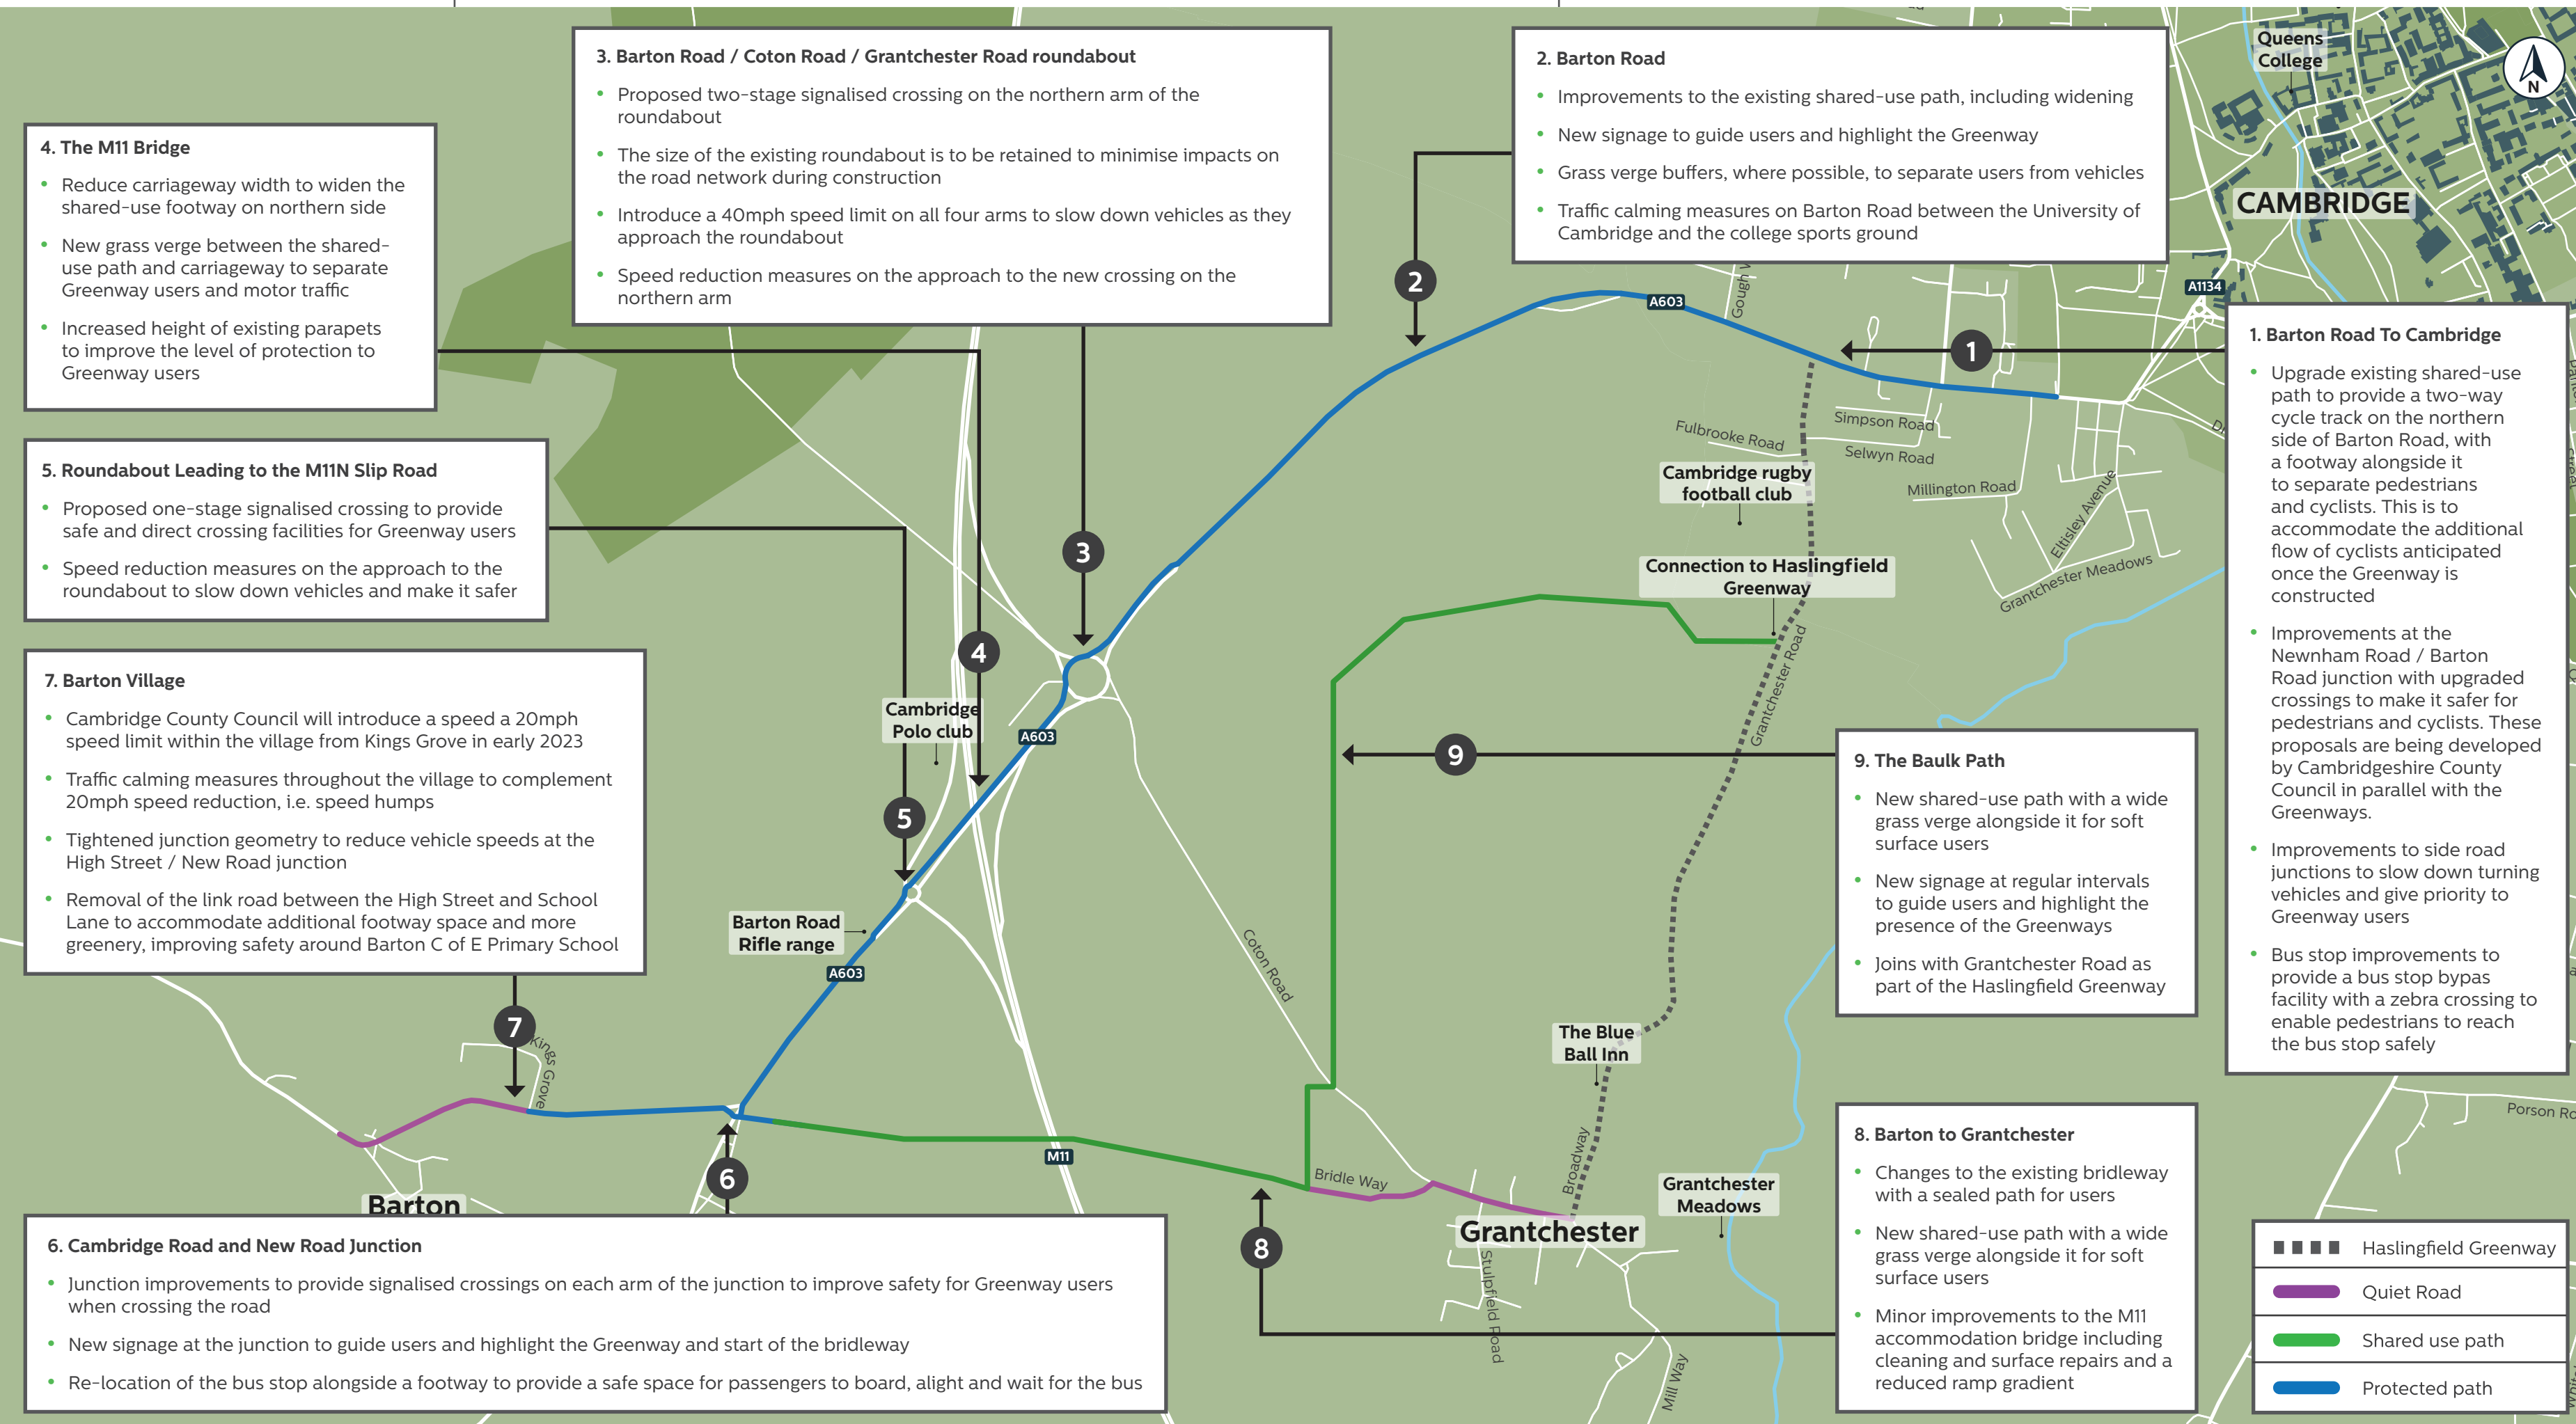 3. Barton Road / Coton Road / Grantchester Road roundabout
• Proposed two-stage signalised crossing on the northern arm of the
roundabout
• The size of the existing roundabout is to be retained to minimise impacts on
the road network during construction
• Introduce a 40mph speed limit on all four arms to slow down vehicles as they
approach the roundabout
• Speed reduction measures on the approach to the new crossing on the
northern arm
2. Barton Road
• Improvements to the existing shared-use path, including widening
• New signage to guide users and highlight the Greenway
• Grass verge buffers, where possible, to separate users from vehicles
• Traffic calming measures on Barton Road between the University of
Cambridge and the college sports ground
Queens
College
N
CAMBRIDGE
A1134
4. The M11 Bridge
• Reduce carriageway width to widen the
shared-use footway on northern side
• New grass verge between the shared-
use path and carriageway to separate
Greenway users and motor traffic
• Increased height of existing parapets
to improve the level of protection to
Greenway users
5. Roundabout Leading to the M11N Slip Road
• Proposed one-stage signalised crossing to provide
safe and direct crossing facilities for Greenway users
• Speed reduction measures on the approach to the
roundabout to slow down vehicles and make it safer
7. Barton Village
• Cambridge County Council will introduce a speed a 20mph
speed limit within the village from Kings Grove in early 2023
• Traffic calming measures throughout the village to complement
20mph speed reduction, i.e. speed humps
• Tightened junction geometry to reduce vehicle speeds at the
High Street / New Road junction
• Removal of the link road between the High Street and School
Lane to accommodate additional footway space and more
greenery, improving safety around Barton C of E Primary School
1. Barton Road To Cambridge
• Upgrade existing shared-use
path to provide a two-way
cycle track on the northern
side of Barton Road, with
a footway alongside it
to separate pedestrians
and cyclists. This is to
accommodate the additional
flow of cyclists anticipated
once the Greenway is
constructed
• Improvements at the
Newnham Road / Barton
Road junction with upgraded
crossings to make it safer for
pedestrians and cyclists. These
proposals are being developed
by Cambridgeshire County
Council in parallel with the
Greenways.
• Improvements to side road
junctions to slow down turning
vehicles and give priority to
Greenway users
• Bus stop improvements to
provide a bus stop bypas
facility with a zebra crossing to
enable pedestrians to reach
the bus stop safely
2
A603
Gough
1
Simpson Road
Fulbrooke Road
Selwyn Road
Cambridge rugby
football club
Millington Road
Eltisley Avenue
Grantchester Meadows
Connection to Haslingfield
Greenway
Grantchester Road
3
4
Cambridge
Polo club
A603
5
9
Barton Road
Rifle range
A603
Coton Road
9. The Baulk Path
• New shared-use path with a wide
grass verge alongside it for soft
surface users
• New signage at regular intervals
to guide users and highlight the
presence of the Greenways
• Joins with Grantchester Road as
part of the Haslingfield Greenway
7
Kings Grove
The Blue
Ball Inn
6
M11
Bridle Way
Broadway
Grantchester
Meadows
Barton
8
Grantchester
Stulpfield Road
Mill Way
Porson Ro
6. Cambridge Road and New Road Junction
• Junction improvements to provide signalised crossings on each arm of the junction to improve safety for Greenway users
when crossing the road
• New signage at the junction to guide users and highlight the Greenway and start of the bridleway
• Re-location of the bus stop alongside a footway to provide a safe space for passengers to board, alight and wait for the bus
8. Barton to Grantchester
• Changes to the existing bridleway
with a sealed path for users
• New shared-use path with a wide
grass verge alongside it for soft
surface users
• Minor improvements to the M11
accommodation bridge including
cleaning and surface repairs and a
reduced ramp gradient
Haslingfield Greenway
Quiet Road
Shared use path
Protected path